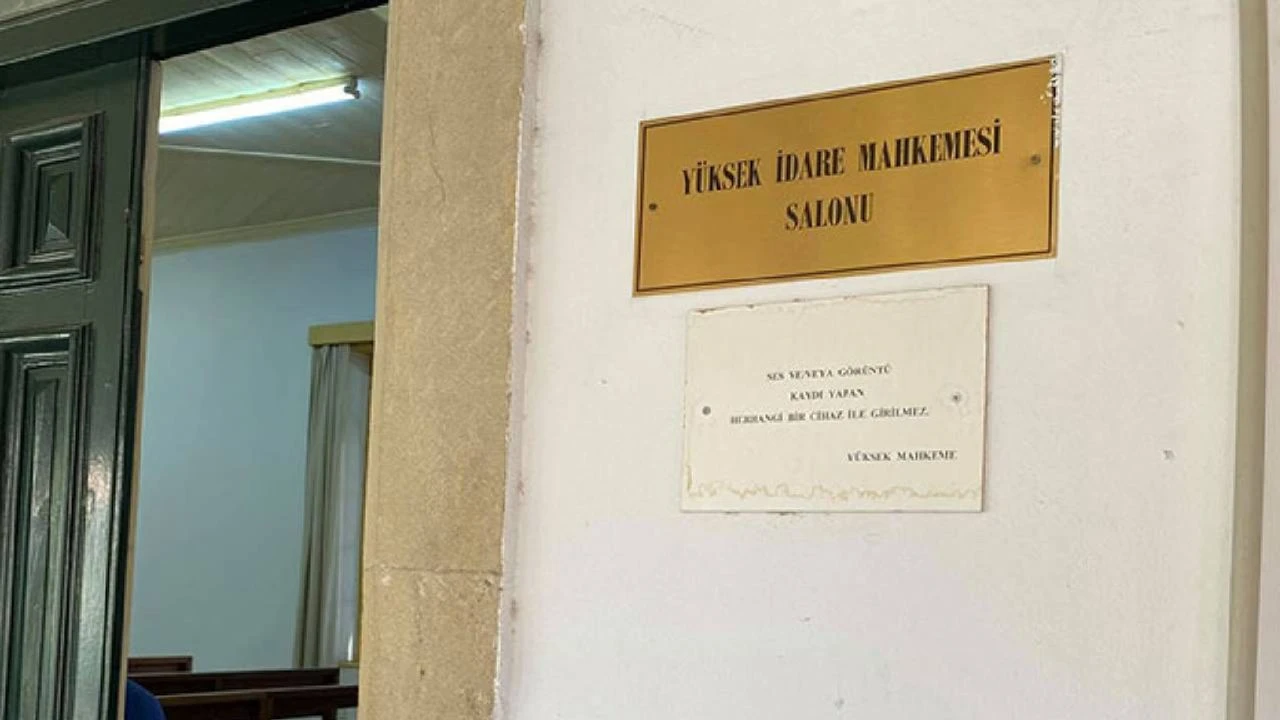 YÜKSEK İDARE MAHKEMESİ
SALONU
SES VE/VEYA GÖRÜNTÜ
KAYDI YAPAN
HERHANGİ BİR CİHAZ İLE GİRİLMEZ.
YÜKSEK MAHKEME